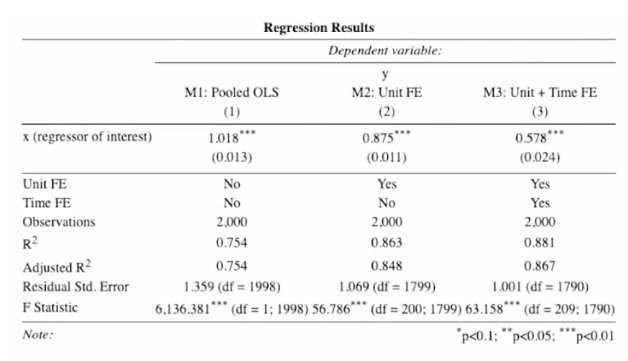 Regression Results
Dependent variable:
y
M1: Pooled OLS M2: Unit FE M3: Unit + Time FE
(1) (2) (3)
x (regressor of interest) 1.018*** 0.875*** 0.578***
(0.013) (0.011) (0.024)
Unit FE No Yes Yes
Time FE No No Yes
Observations 2,000 2,000 2,000
R² 0.754 0.863 0.881
Adjusted R² 0.754 0.848 0.867
Residual Std. Error 1.359 (df = 1998) 1.069 (df = 1799) 1.001 (df = 1790)
F Statistic 6,136.381*** (df = 1; 1998) 56.786*** (df = 200; 1799) 63.158*** (df = 209; 1790)
Note: *p<0.1; **p<0.05; ***p<0.01